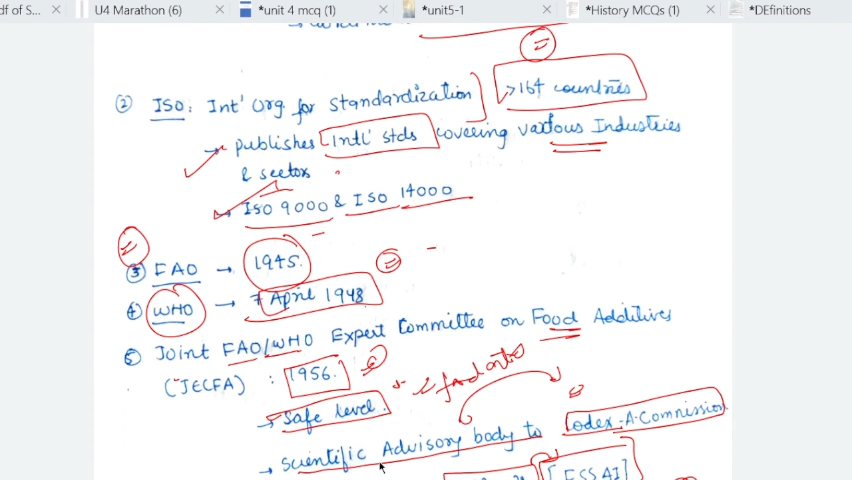 df of S...
U4 Marathon (6)
*unit 4 mcq (1)
*unit5-1
*History MCQs (1)
*DEfinitions
② ISO: Int' Org for Standardization >164 countries
→ publishes Intl' stds covering various Industries
& sector
→ ISO 9000 & ISO 14000
③ FAO → 1945.
④ WHO → 7 April 1948
⑤ Joint FAO/WHO Expert Committee on Food Additives
(JECFA) : 1956.
→ Safe level.
→ Scientific Advisory body to Codex-A-Commission
[FSSAI]